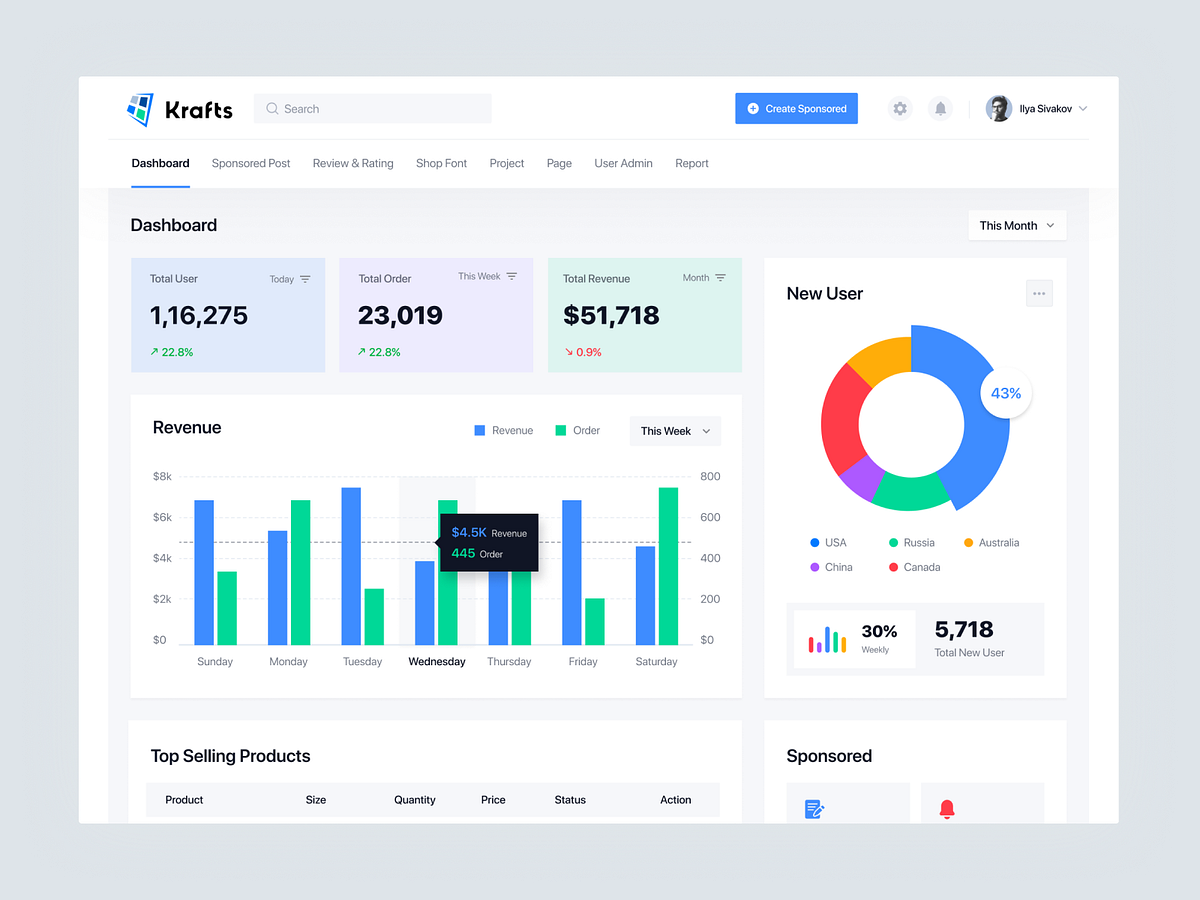 Krafts
Search
Create Sponsored
Ilya Sivakov
Dashboard Sponsored Post Review & Rating Shop Font Project Page User Admin Report
Dashboard
This Month
Total User Today
1,16,275
22.8%
Total Order This Week
23,019
22.8%
Total Revenue Month
$51,718
0.9%
New User
43%
USA Russia Australia
China Canada
30%
Weekly
5,718
Total New User
Revenue
Revenue Order
This Week
$8k 800
$6k 600
$4k 400
$2k 200
$0 $0
$4.5K Revenue
445 Order
Sunday Monday Tuesday Wednesday Thursday Friday Saturday
Top Selling Products
Product Size Quantity Price Status Action
Sponsored